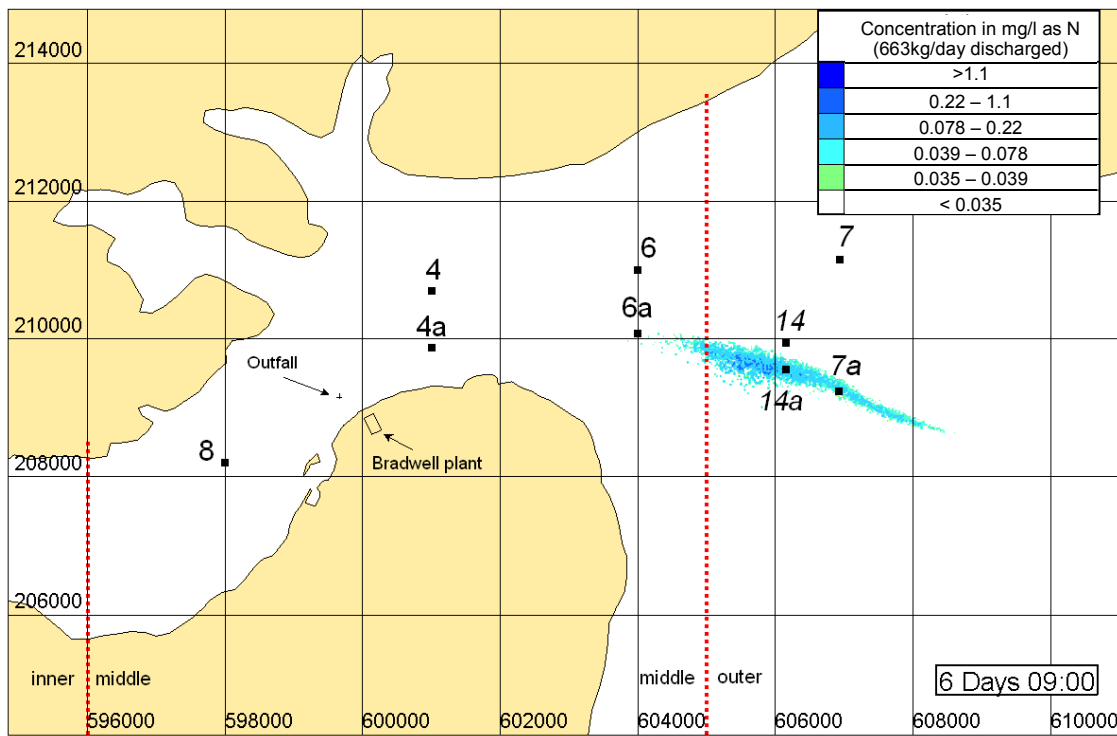 Concentration in mg/l as N
(663kg/day discharged)
>1.1
0.22 – 1.1
0.078 – 0.22
0.039 – 0.078
0.035 – 0.039
< 0.035
214000
212000
210000
208000
206000
6
7
4
6a
14
4a
7a
14a
Outfall
8
Bradwell plant
inner
middle
middle
outer
6 Days 09:00
596000
598000
600000
602000
604000
606000
608000
610000